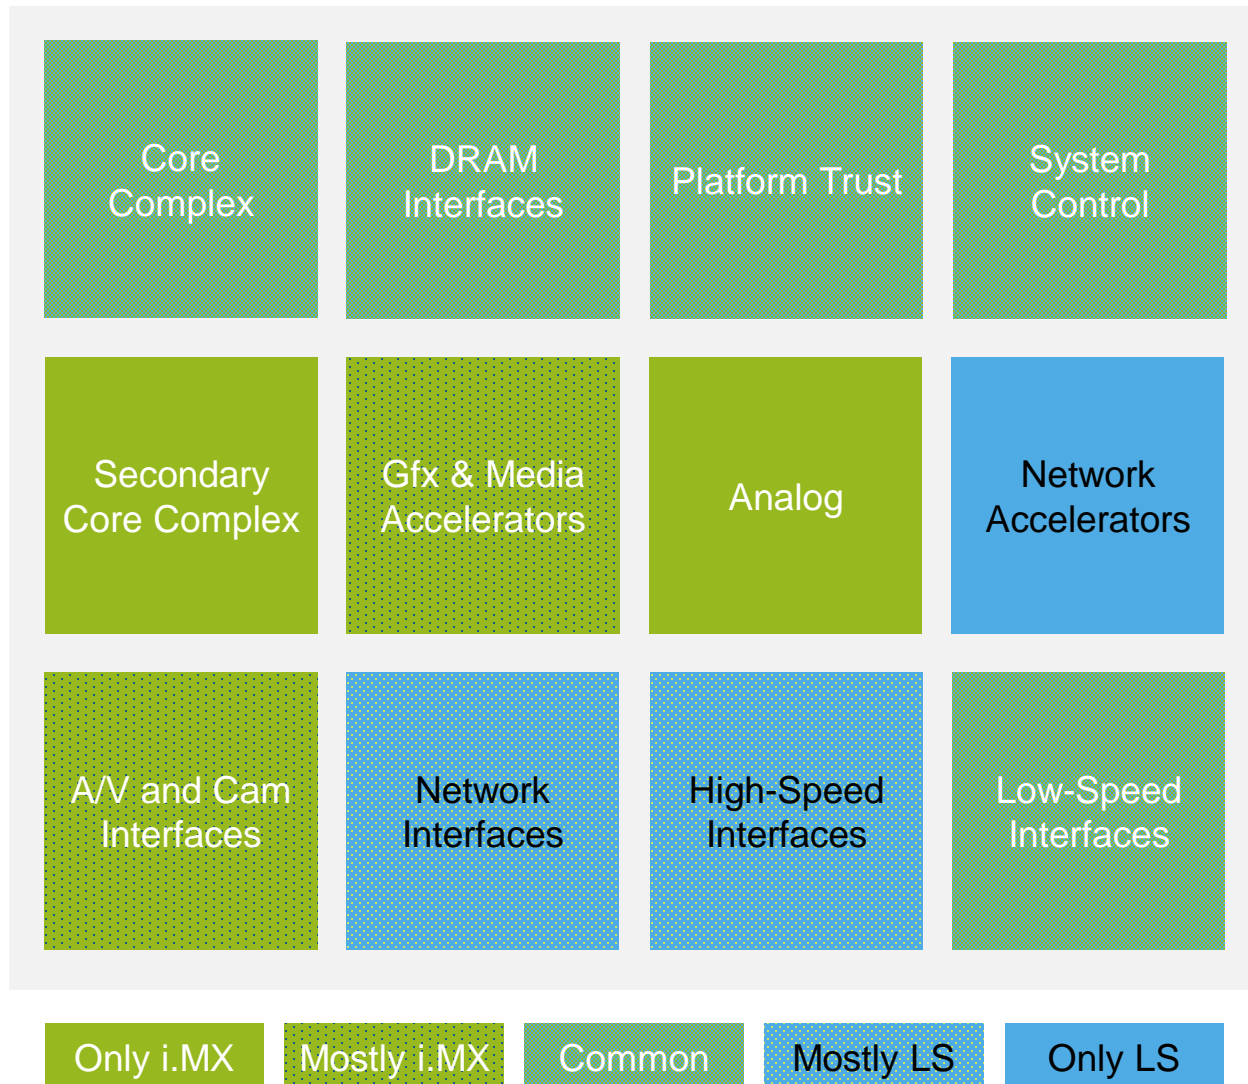 Core
Complex
DRAM
Interfaces
Platform Trust
System
Control
Secondary
Core Complex
Gfx & Media
Accelerators
Analog
Network
Accelerators
A/V and Cam
Interfaces
Network
Interfaces
High-Speed
Interfaces
Low-Speed
Interfaces
Only i.MX
Mostly i.MX
Common
Mostly LS
Only LS